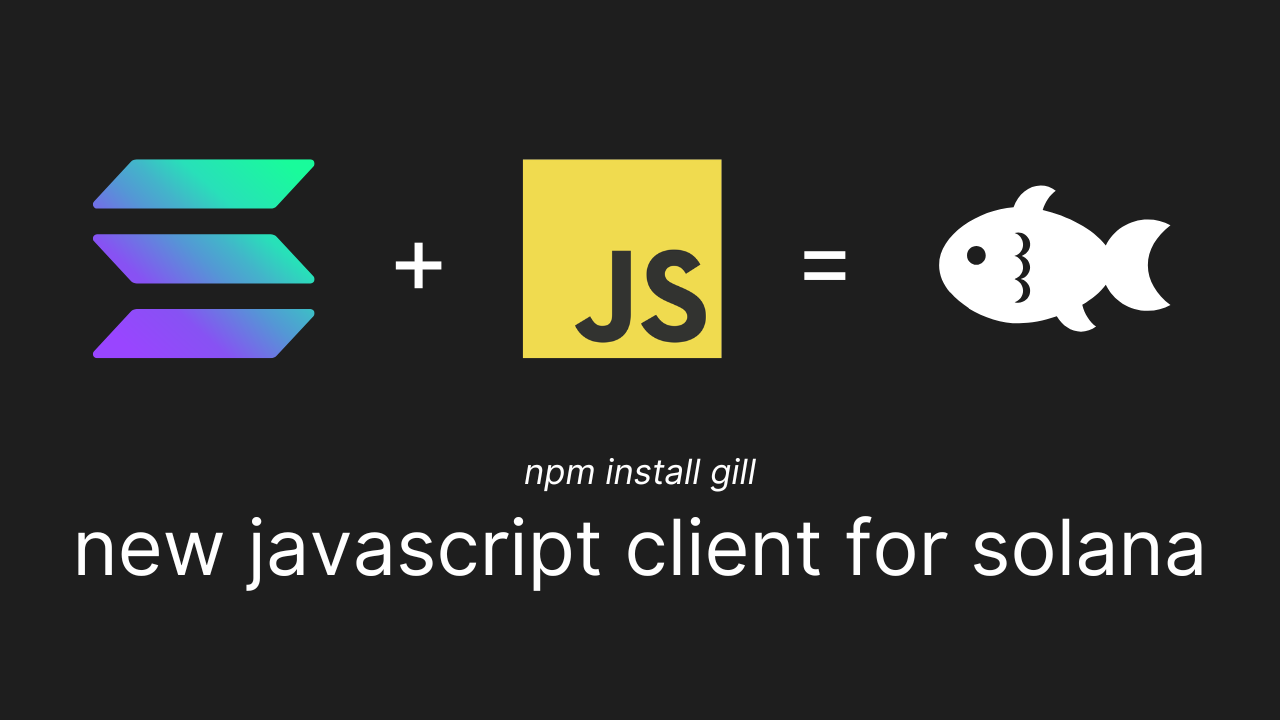 + JS =
npm install gill
new javascript client for solana